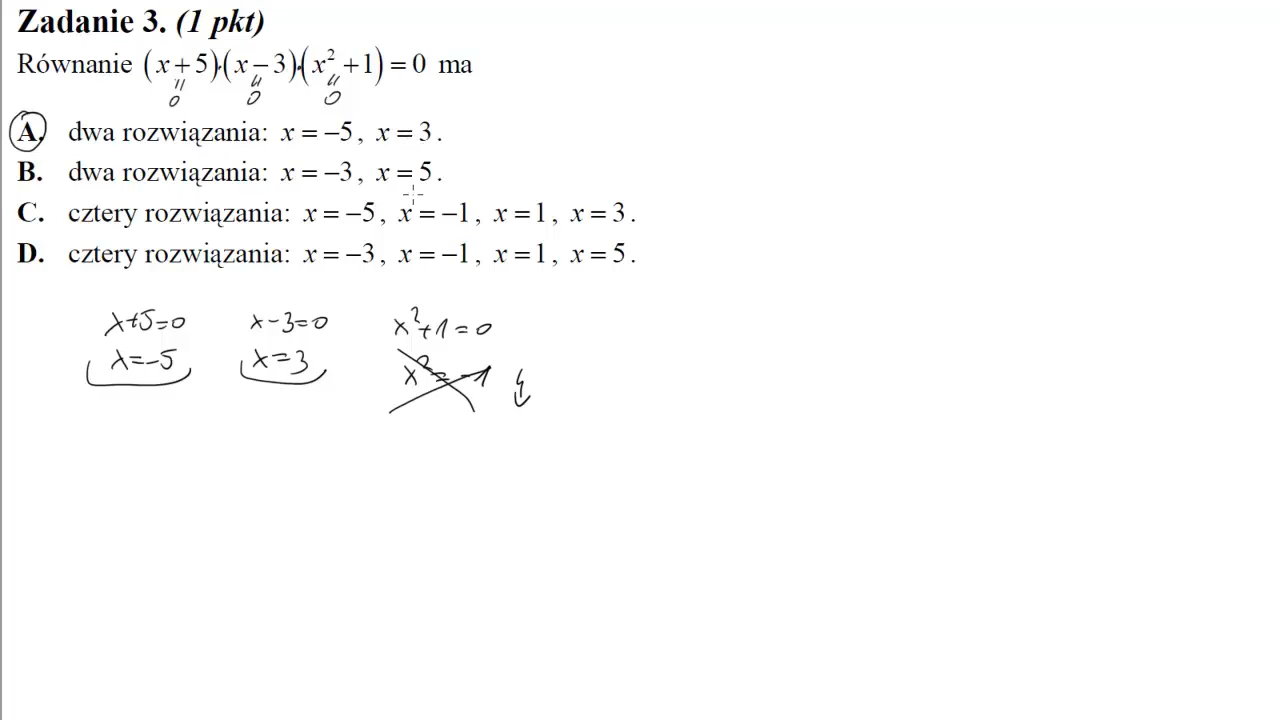 Zadanie 3. (1 pkt)
Równanie (x+5)·(x−3)·(x²+1)=0 ma
= = =
0 0 0
A. dwa rozwiązania: x = −5, x = 3.
B. dwa rozwiązania: x = −3, x = 5.
C. cztery rozwiązania: x = −5, x = −1, x = 1, x = 3.
D. cztery rozwiązania: x = −3, x = −1, x = 1, x = 5.
x+5=0 x−3=0 x²+1=0
x=−5 x=3 x²=−1